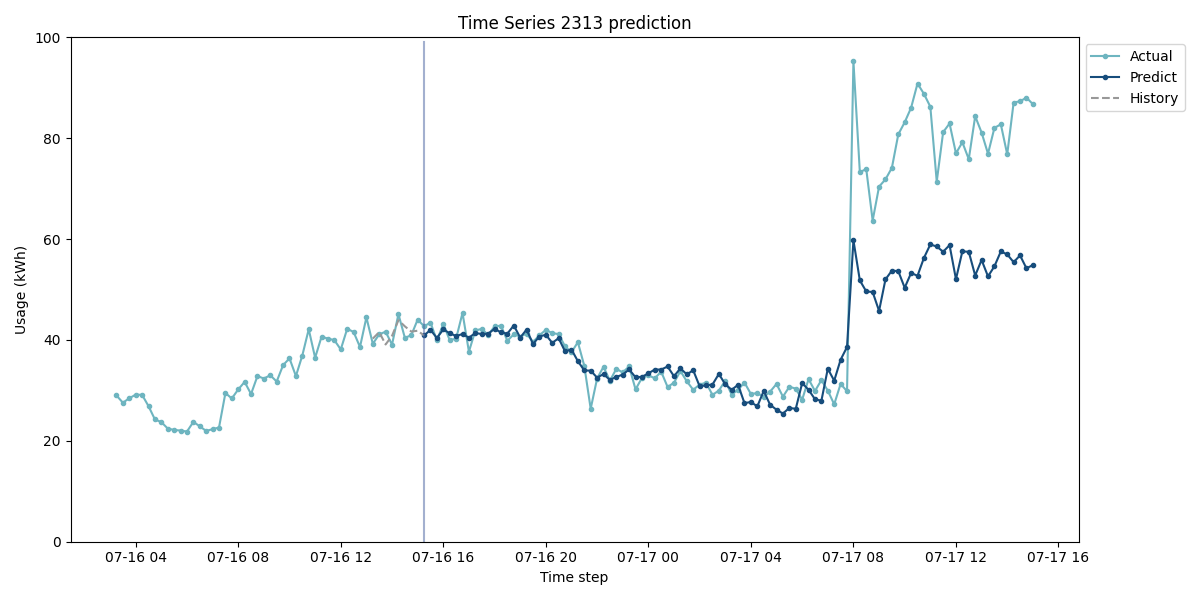 Time Series 2313 prediction
100
80
60
40
20
0
Usage (kWh)
07-16 04
07-16 08
07-16 12
07-16 16
07-16 20
07-17 00
07-17 04
07-17 08
07-17 12
07-17 16
Time step
Actual
Predict
History